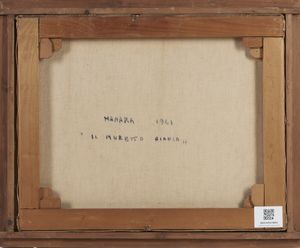 MANARA 1961
"IL MURETTO BIANCO"